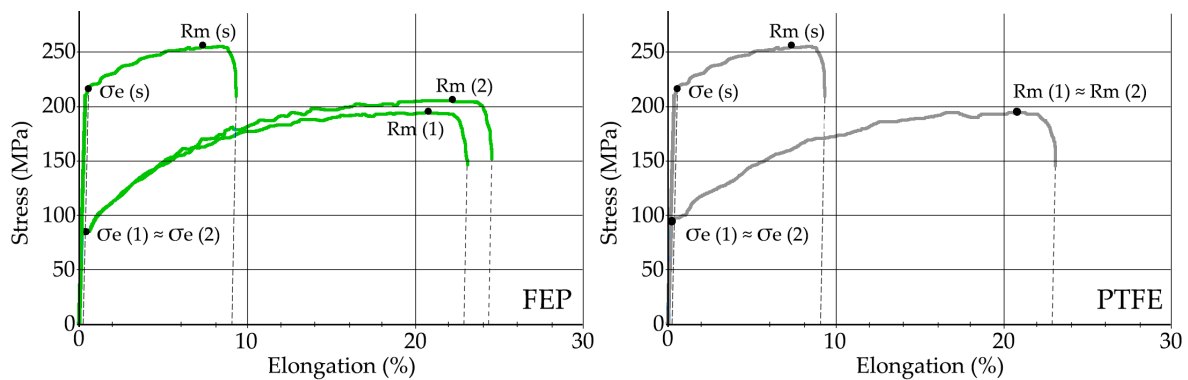 Stress (MPa)
250
200
150
100
50
0
Rm (s)
σe (s)
Rm (2)
Rm (1)
σe (1) ≈ σe (2)
FEP
0
10
20
30
Elongation (%)
Stress (MPa)
250
200
150
100
50
0
Rm (s)
σe (s)
Rm (1) ≈ Rm (2)
σe (1) ≈ σe (2)
PTFE
0
10
20
30
Elongation (%)